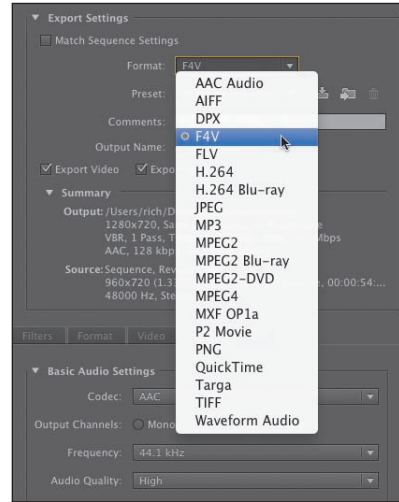 Export Settings
Match Sequence Settings
Format: F4V
Preset:
Comments:
Output Name:
Export Video
Summary
Output: /Users/rich/D
1280x720, Sa
VBR, 1 Pass, T Mbps
AAC, 128 kbp
Source: Sequence, Rev
960x720 (1.3 , 00:00:54:...
48000 Hz, Ste
AAC Audio
AIFF
DPX
F4V
FLV
H.264
H.264 Blu-ray
JPEG
MP3
MPEG2
MPEG2 Blu-ray
MPEG2-DVD
MPEG4
MXF OP1a
P2 Movie
PNG
QuickTime
Targa
TIFF
Waveform Audio
Filters Format Video
Basic Audio Settings
Codec: AAC
Output Channels: Mono
Frequency: 44.1 kHz
Audio Quality: High